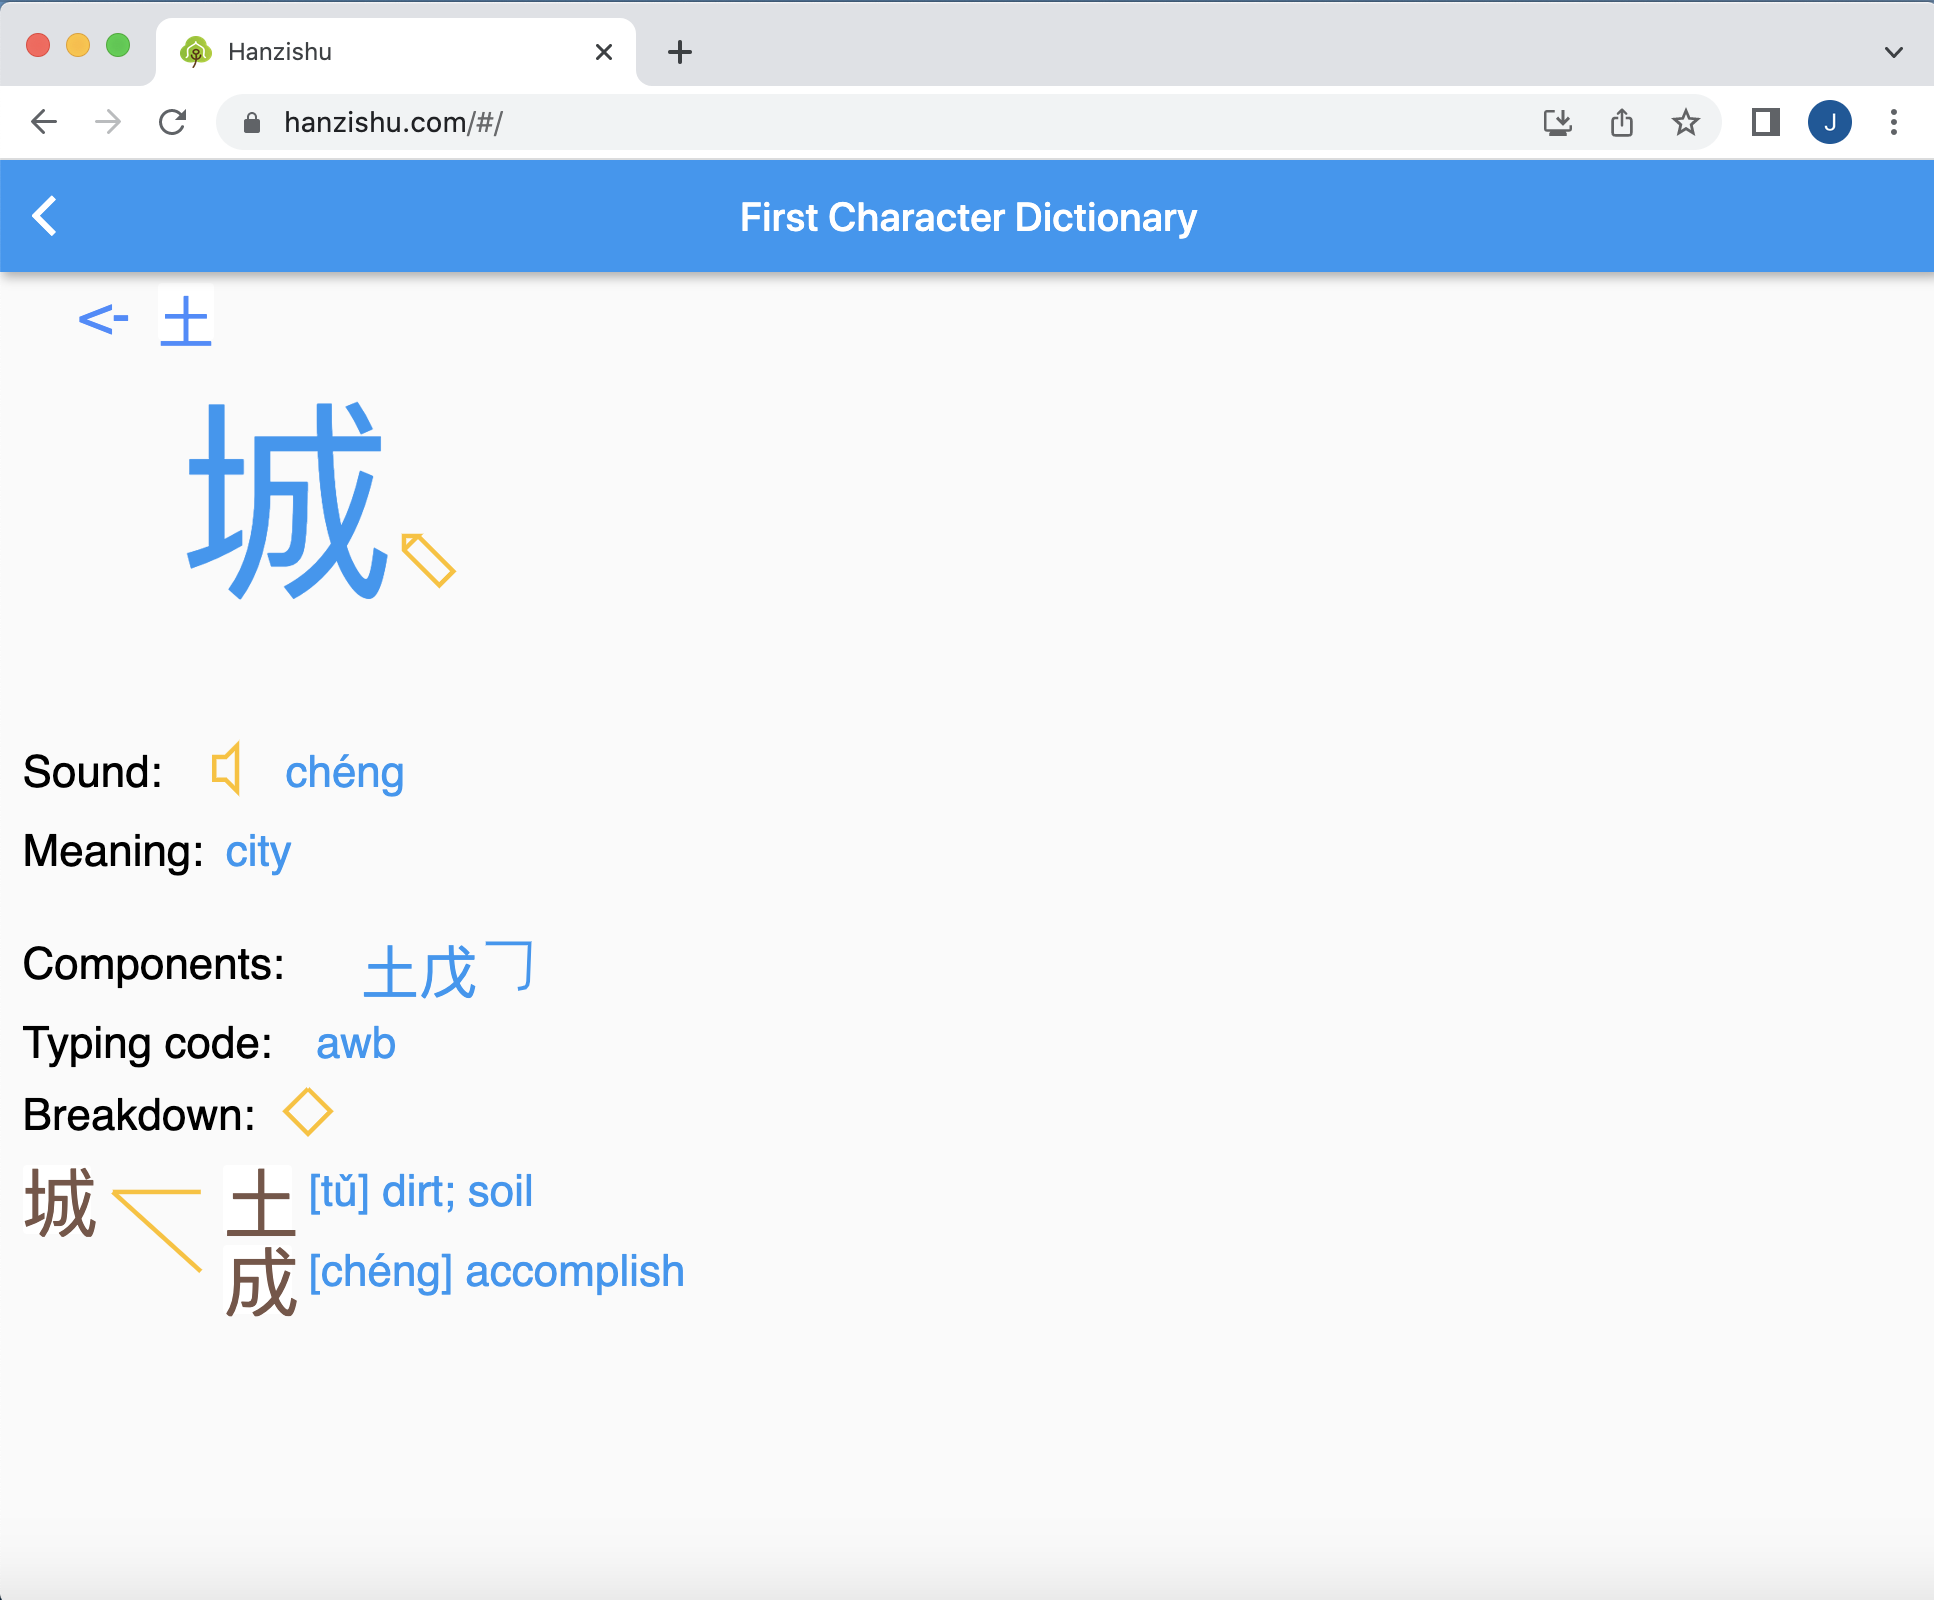 Hanzishu
hanzishu.com/#/
J
First Character Dictionary
<- 土
城
Sound: chéng
Meaning: city
Components: 土戊㇆
Typing code: awb
Breakdown:
城 土 [tǔ] dirt; soil
成 [chéng] accomplish